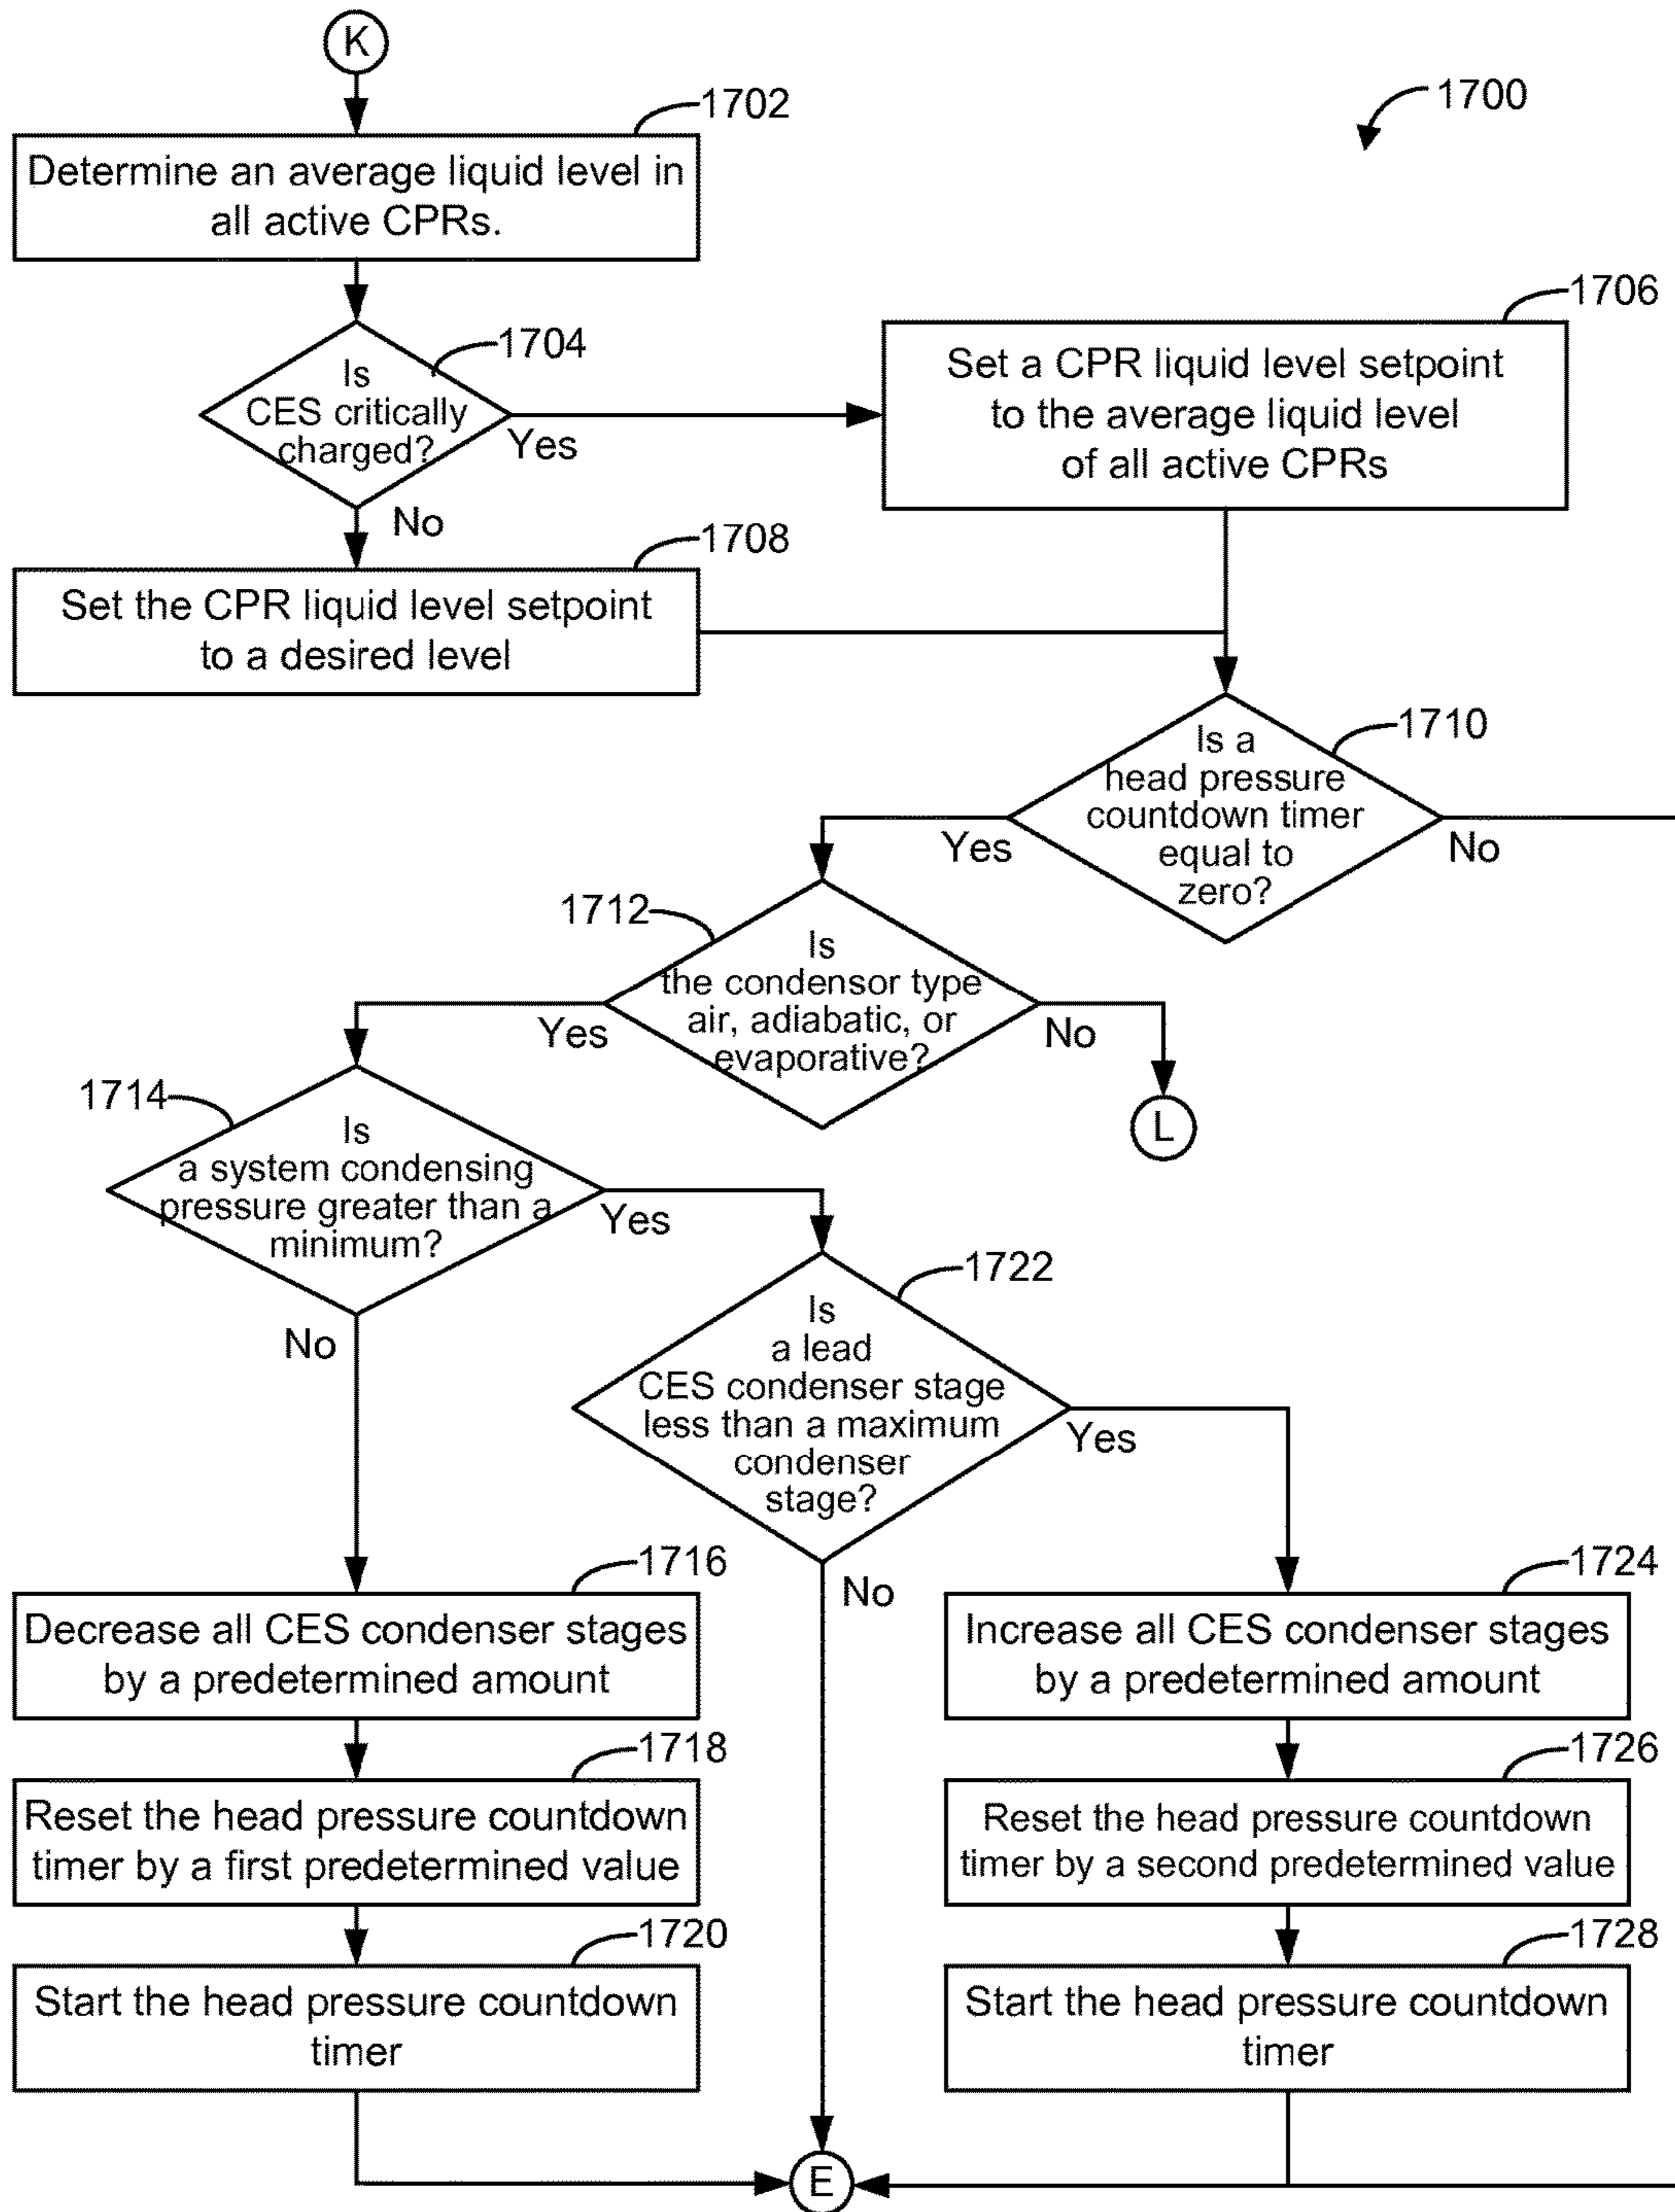 K
1700
1702
Determine an average liquid level in
all active CPRs.
1704
Is
CES critically
charged?
Yes
No
1706
Set a CPR liquid level setpoint
to the average liquid level
of all active CPRs
1708
Set the CPR liquid level setpoint
to a desired level
1710
Is a
head pressure
countdown timer
equal to
zero?
Yes
No
1712
Is
the condensor type
air, adiabatic, or
evaporative?
Yes
No
L
1714
Is
a system condensing
pressure greater than a
minimum?
Yes
No
1722
Is
a lead
CES condenser stage
less than a maximum
condenser
stage?
Yes
No
1716
Decrease all CES condenser stages
by a predetermined amount
1718
Reset the head pressure countdown
timer by a first predetermined value
1720
Start the head pressure countdown
timer
1724
Increase all CES condenser stages
by a predetermined amount
1726
Reset the head pressure countdown
timer by a second predetermined value
1728
Start the head pressure countdown
timer
E